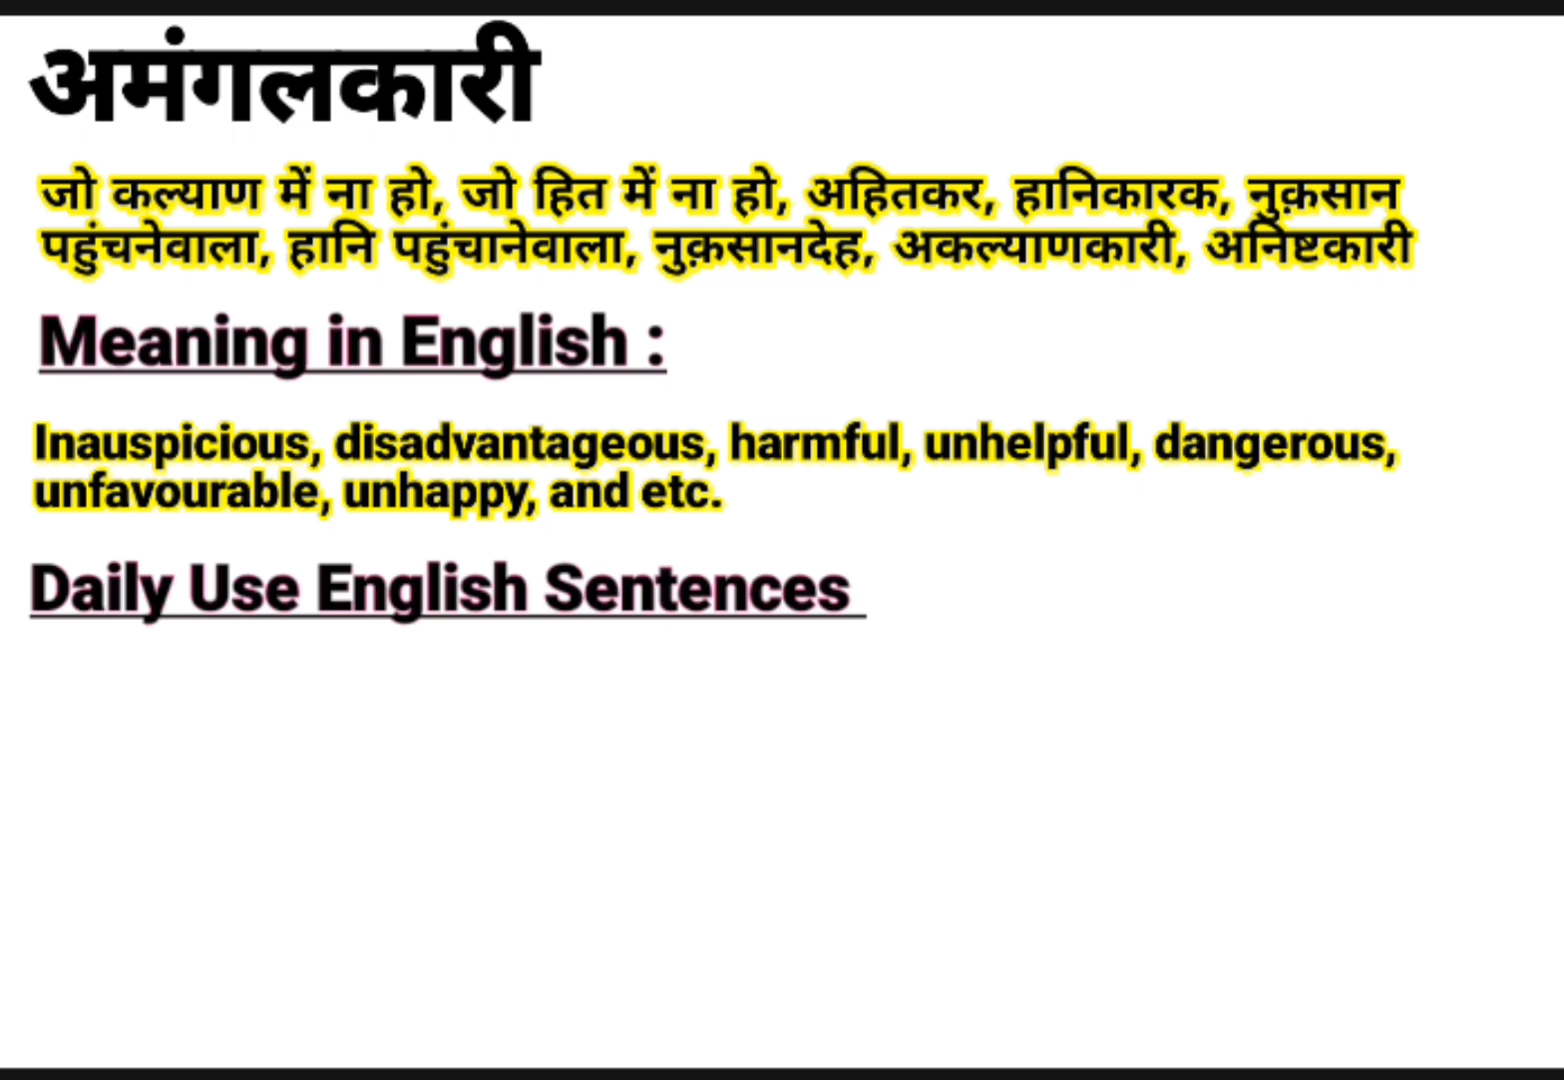 अमंगलकारी
जो कल्याण में ना हो, जो हित में ना हो, अहितकर, हानिकारक, नुक़सान
पहुंचनेवाला, हानि पहुंचानेवाला, नुक़सानदेह, अकल्याणकारी, अनिष्टकारी
Meaning in English :
Inauspicious, disadvantageous, harmful, unhelpful, dangerous,
unfavourable, unhappy, and etc.
Daily Use English Sentences